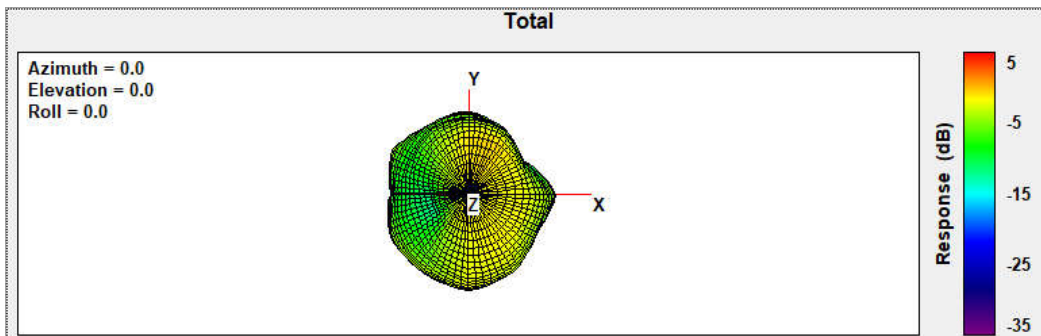 Total
Azimuth = 0.0
Elevation = 0.0
Roll = 0.0
Y
Z
X
Response (dB)
5
-5
-15
-25
-35